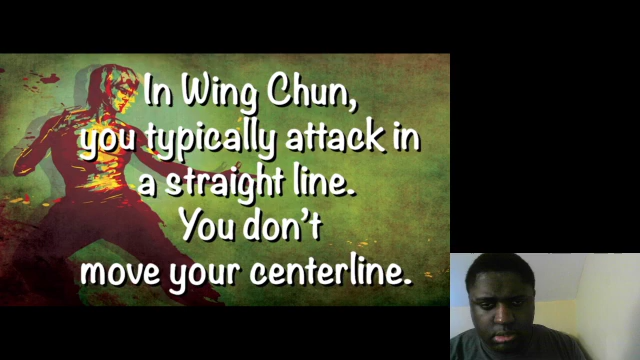 In Wing Chun,
you typically attack in
a straight line.
You don't
move your centerline.